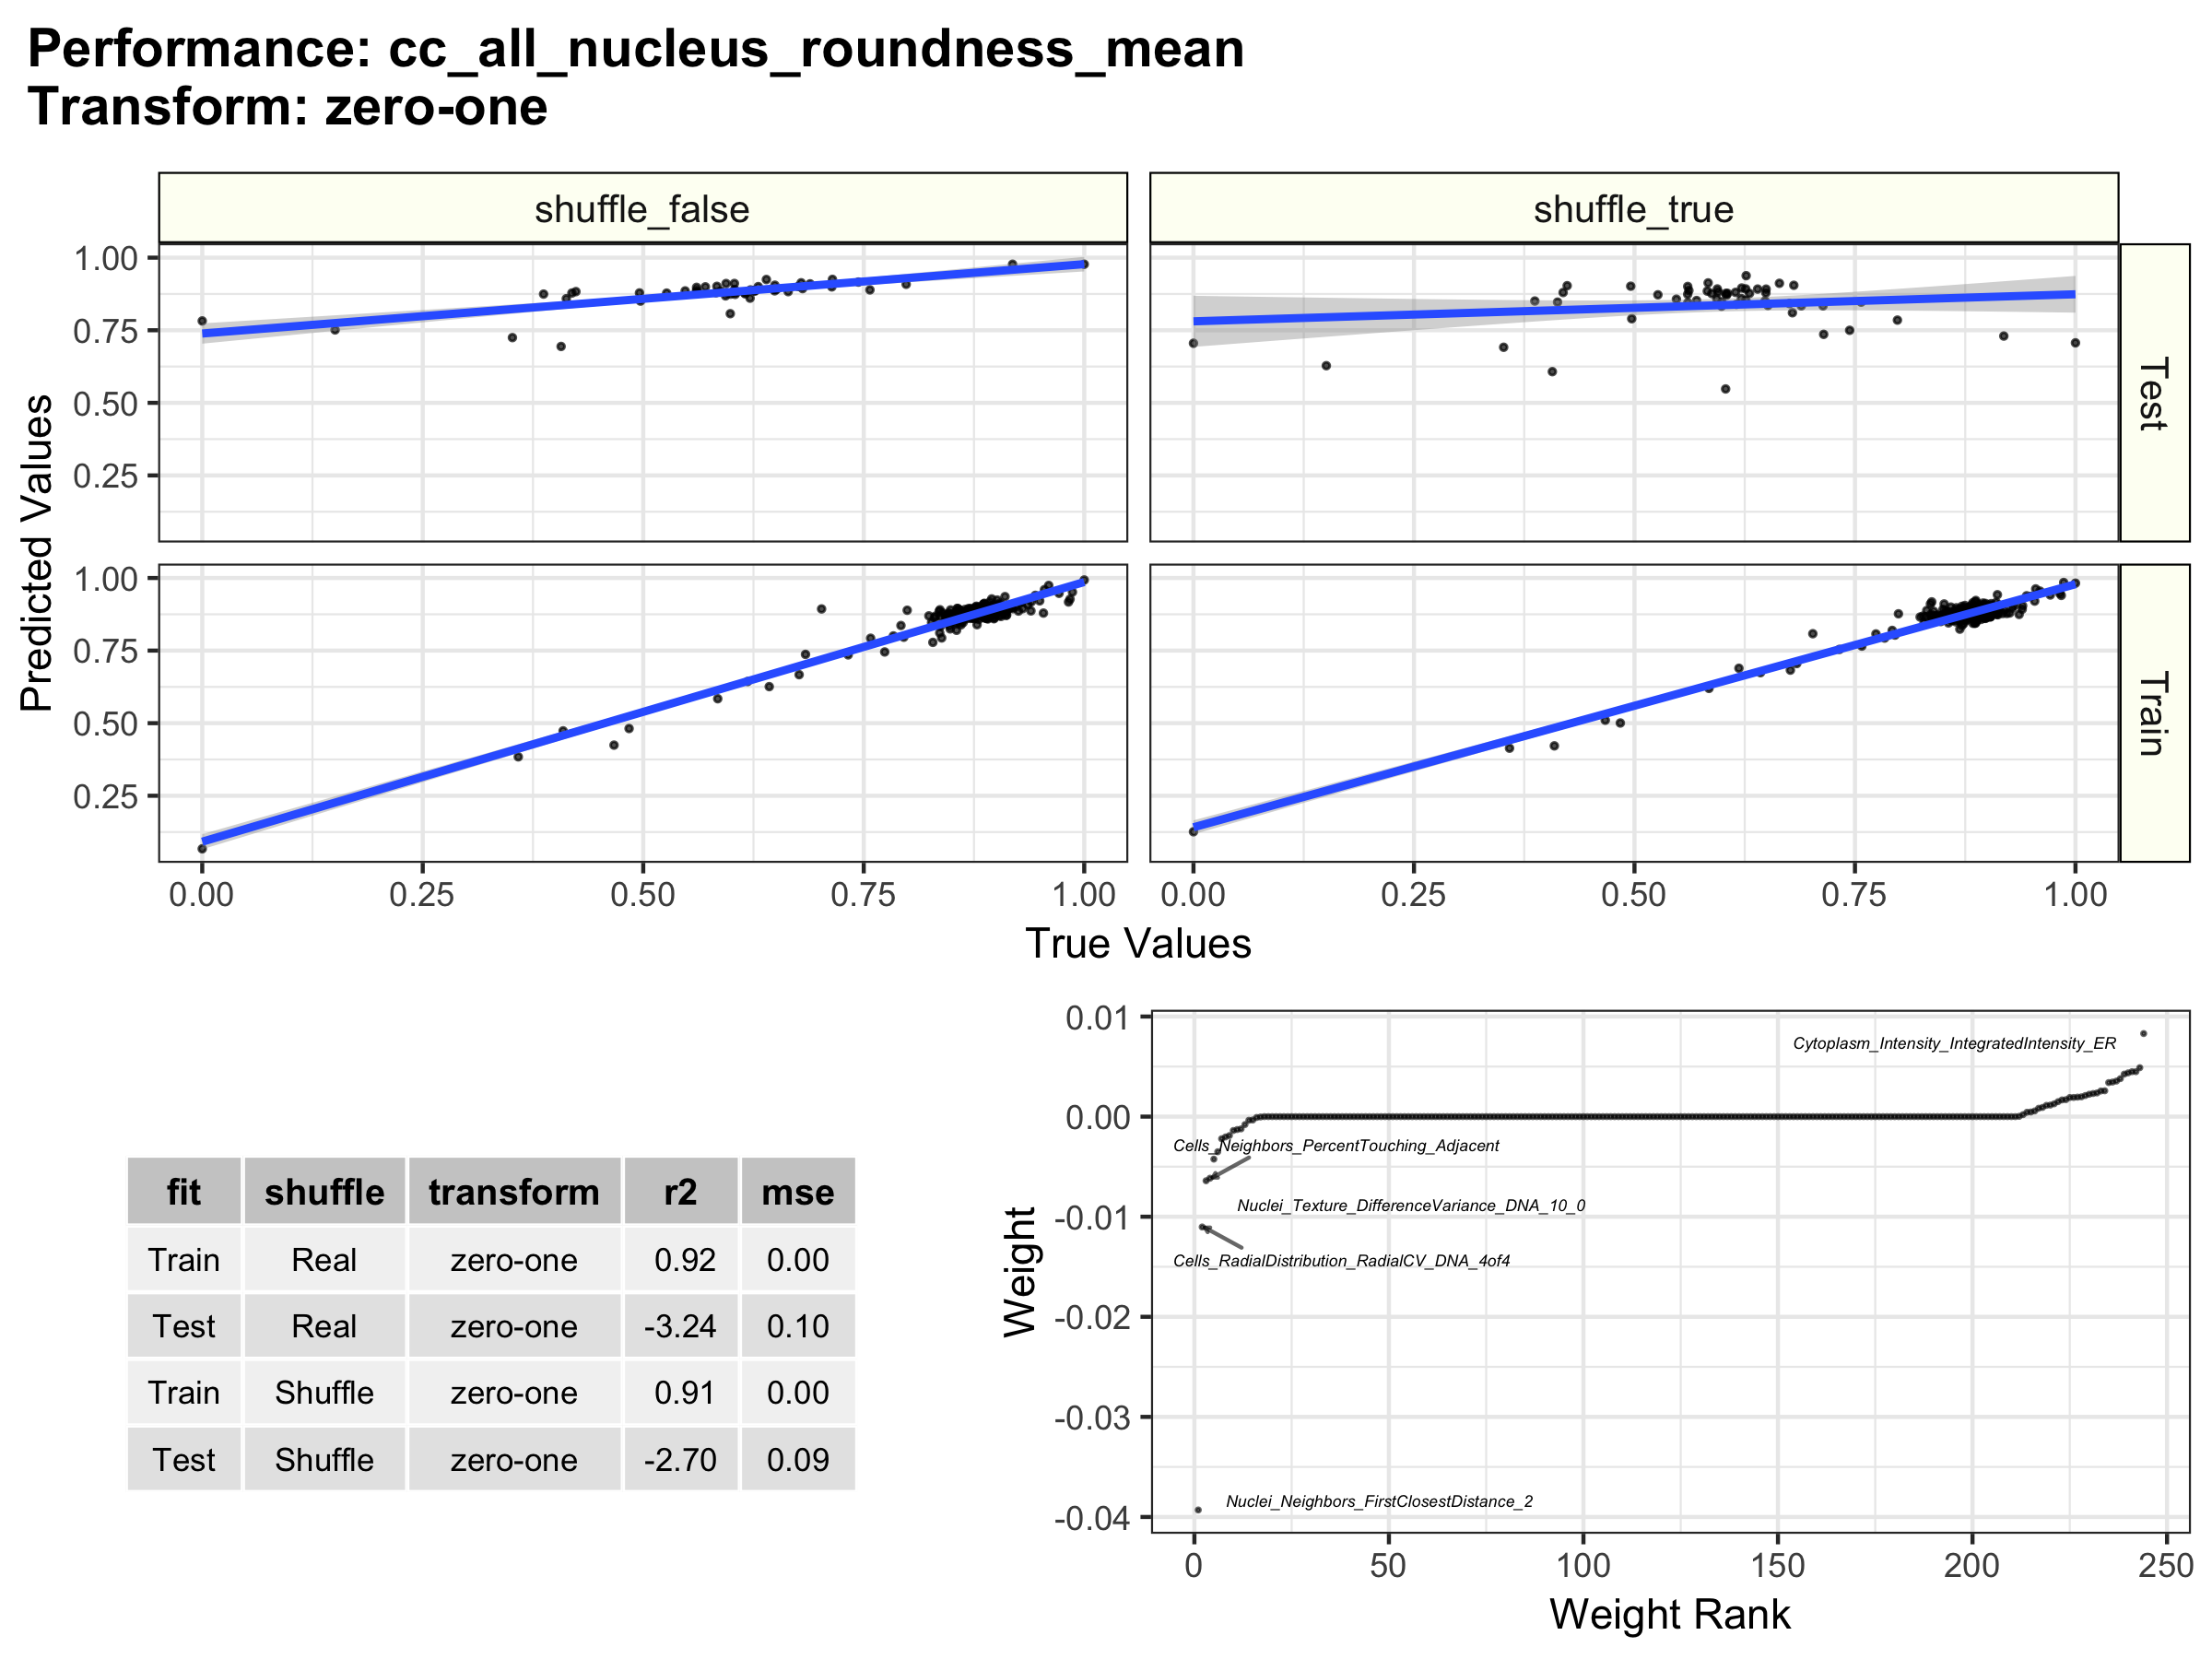 Performance: cc_all_nucleus_roundness_mean
Transform: zero-one
shuffle_false
shuffle_true
1.00
0.75
0.50
0.25
Test
1.00
0.75
0.50
0.25
Train
Predicted Values
0.00 0.25 0.50 0.75 1.00
0.00 0.25 0.50 0.75 1.00
True Values
fit shuffle transform r2 mse
Train Real zero-one 0.92 0.00
Test Real zero-one -3.24 0.10
Train Shuffle zero-one 0.91 0.00
Test Shuffle zero-one -2.70 0.09
0.01
0.00
-0.01
-0.02
-0.03
-0.04
Weight
Cytoplasm_Intensity_IntegratedIntensity_ER
Cells_Neighbors_PercentTouching_Adjacent
Nuclei_Texture_DifferenceVariance_DNA_10_0
Cells_RadialDistribution_RadialCV_DNA_4of4
Nuclei_Neighbors_FirstClosestDistance_2
0 50 100 150 200 250
Weight Rank